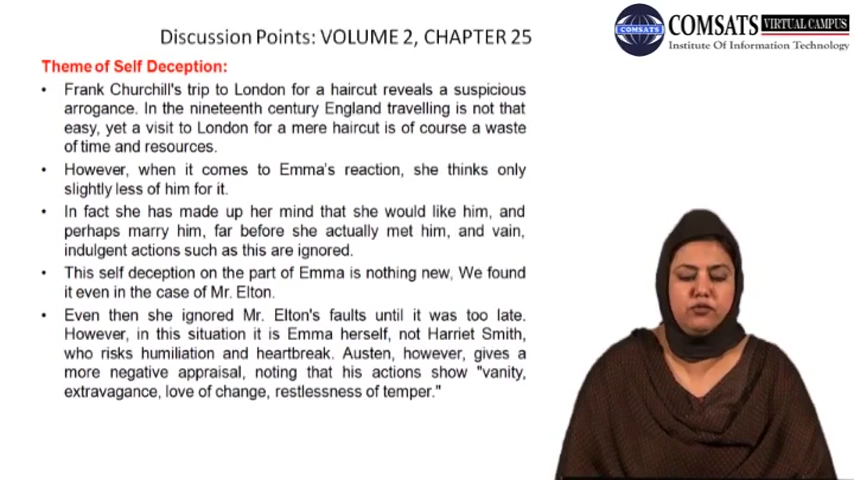 Discussion Points: VOLUME 2, CHAPTER 25
COMSATS
COMSATS VIRTUAL CAMPUS
Institute Of Information Technology
Theme of Self Deception:
• Frank Churchill's trip to London for a haircut reveals a suspicious
arrogance. In the nineteenth century England travelling is not that
easy, yet a visit to London for a mere haircut is of course a waste
of time and resources.
• However, when it comes to Emma's reaction, she thinks only
slightly less of him for it.
• In fact she has made up her mind that she would like him, and
perhaps marry him, far before she actually met him, and vain,
indulgent actions such as this are ignored.
• This self deception on the part of Emma is nothing new, We found
it even in the case of Mr. Elton.
• Even then she ignored Mr. Elton's faults until it was too late.
However, in this situation it is Emma herself, not Harriet Smith,
who risks humiliation and heartbreak. Austen, however, gives a
more negative appraisal, noting that his actions show "vanity,
extravagance, love of change, restlessness of temper."